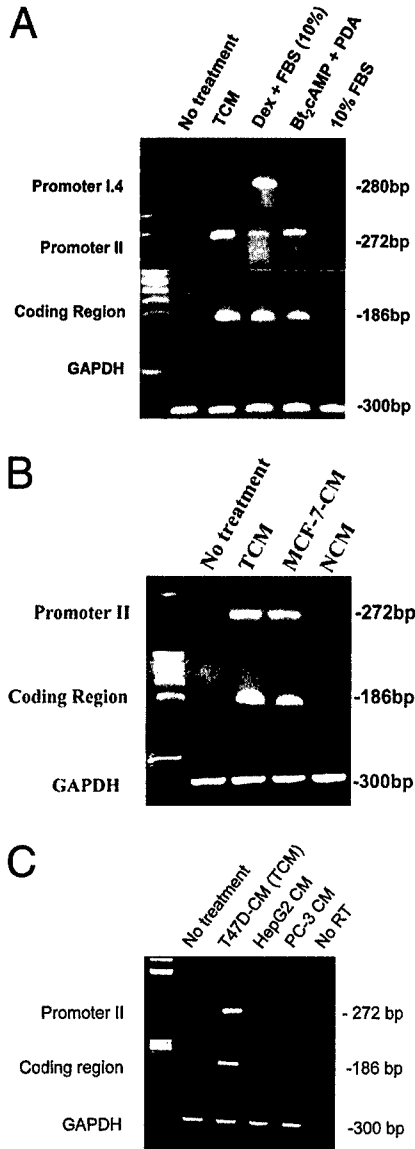 A
No treatment
TCM
Dex + FBS (10%)
Bt₂cAMP + PDA
10% FBS
Promoter I.4
-280bp
Promoter II
-272bp
Coding Region
-186bp
GAPDH
-300bp
B
No treatment
TCM
MCF-7-CM
NCM
Promoter II
-272bp
Coding Region
-186bp
GAPDH
-300bp
C
No treatment
T47D-CM (TCM)
HepG2 CM
PC-3 CM
No RT
Promoter II
- 272 bp
Coding region
-186 bp
GAPDH
-300 bp